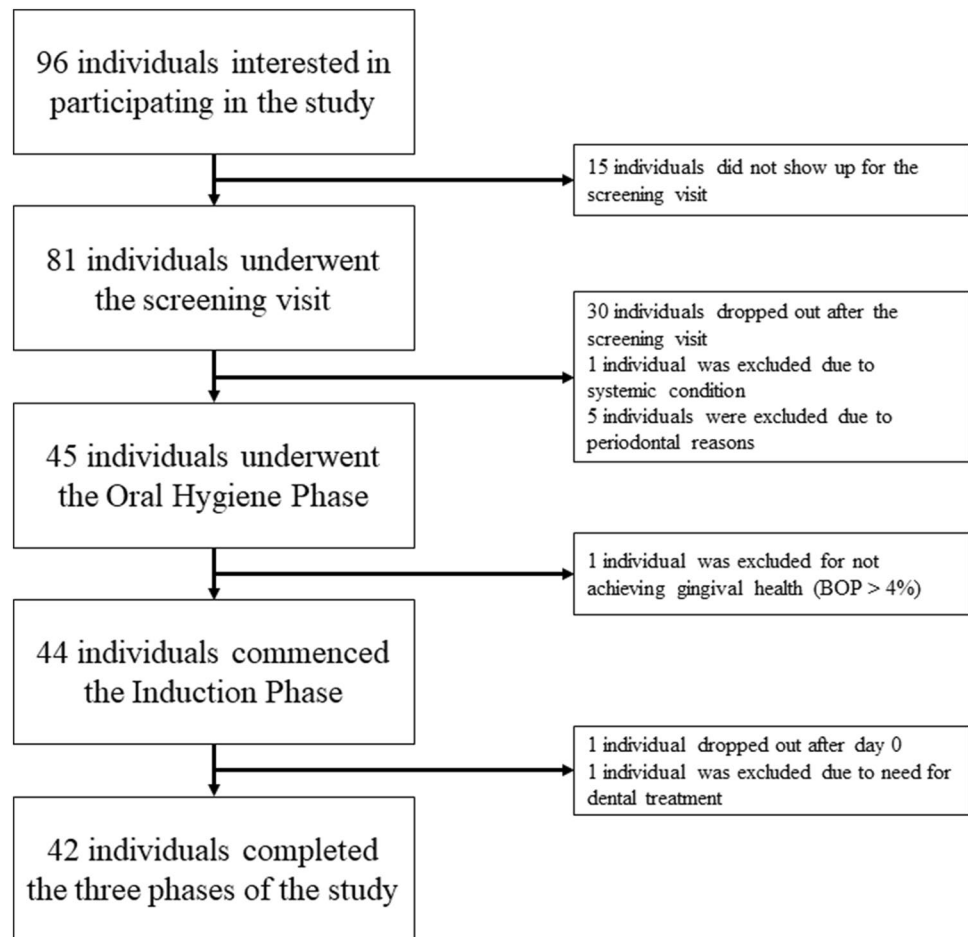 96 individuals interested in
participating in the study
15 individuals did not show up for the
screening visit
81 individuals underwent
the screening visit
30 individuals dropped out after the
screening visit
1 individual was excluded due to
systemic condition
5 individuals were excluded due to
periodontal reasons
45 individuals underwent
the Oral Hygiene Phase
1 individual was excluded for not
achieving gingival health (BOP > 4%)
44 individuals commenced
the Induction Phase
1 individual dropped out after day 0
1 individual was excluded due to need for
dental treatment
42 individuals completed
the three phases of the study